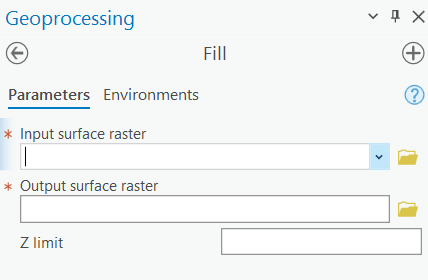 Geoprocessing
Fill
Parameters Environments
* Input surface raster
* Output surface raster
Z limit